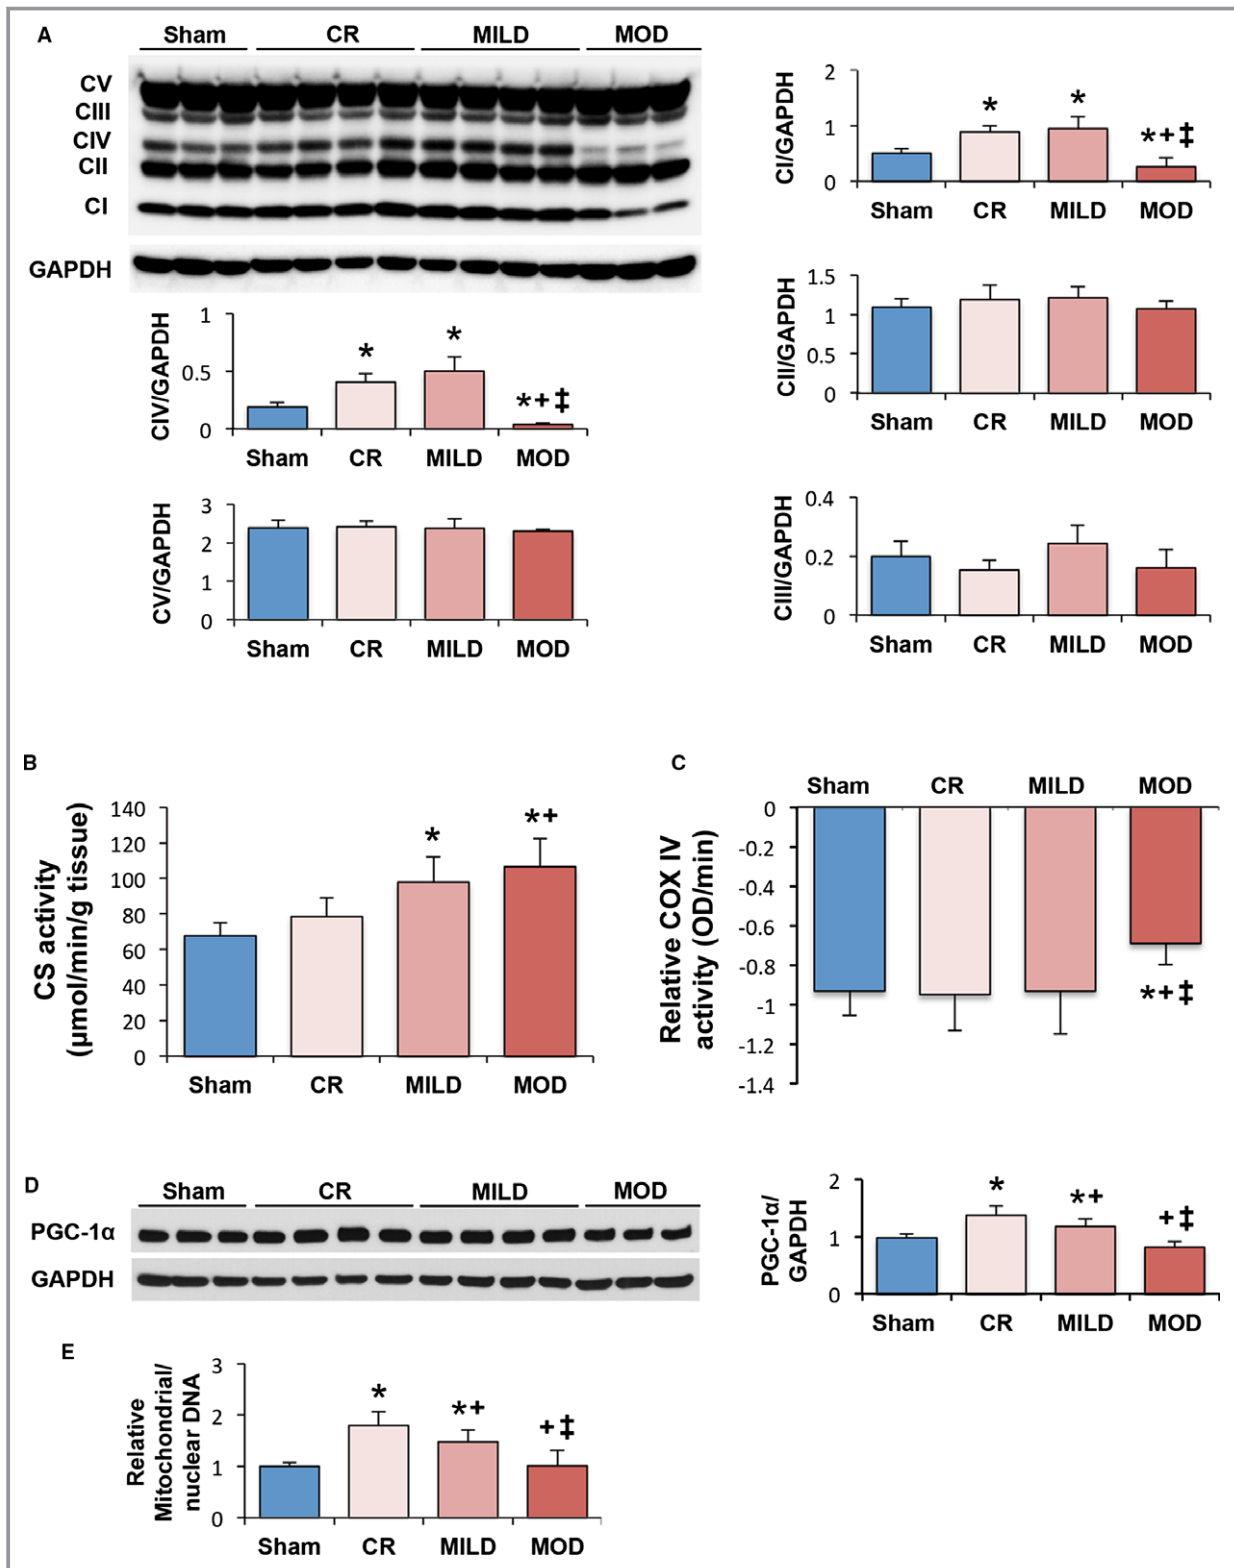 A
Sham CR MILD MOD
CV
CIII
CIV
CII
CI
GAPDH
CI/GAPDH
2
1
0
* * *+‡
Sham CR MILD MOD
CIV/GAPDH
1
0.5
0
* * *+‡
Sham CR MILD MOD
CII/GAPDH
1.5
1
0.5
0
Sham CR MILD MOD
CV/GAPDH
3
2
1
0
Sham CR MILD MOD
CIII/GAPDH
0.4
0.2
0
Sham CR MILD MOD
B
CS activity
(µmol/min/g tissue)
140
120
100
80
60
40
20
0
* *+
Sham CR MILD MOD
C
Sham CR MILD MOD
Relative COX IV
activity (OD/min)
0
-0.2
-0.4
-0.6
-0.8
-1
-1.2
-1.4
*+‡
D
Sham CR MILD MOD
PGC-1α
GAPDH
PGC-1α/
GAPDH
2
1
0
* *+ +‡
Sham CR MILD MOD
E
Relative
Mitochondrial/
nuclear DNA
3
2
1
0
* *+ +‡
Sham CR MILD MOD